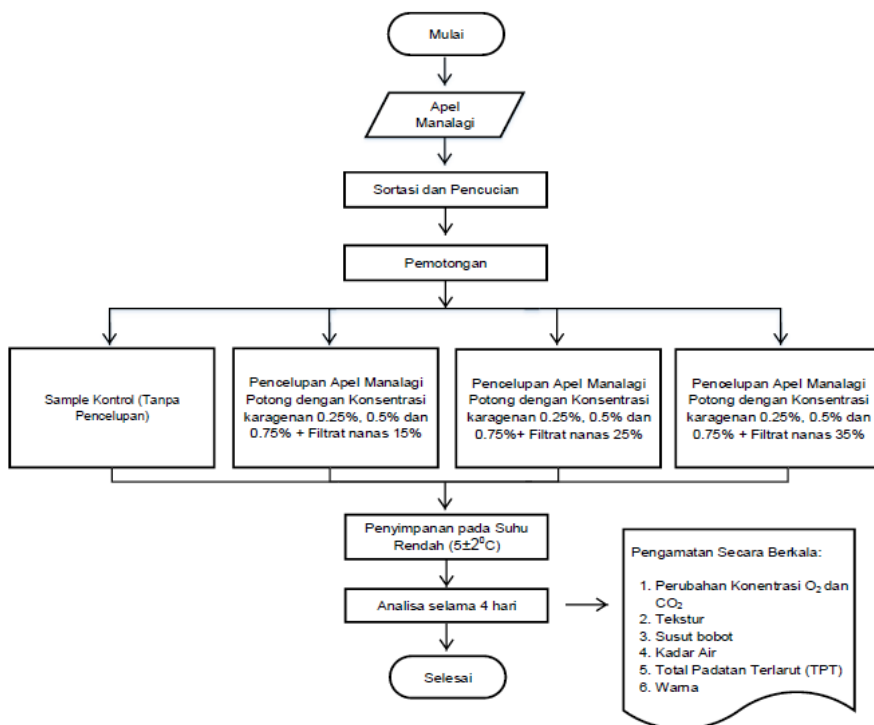 Mulai
Apel
Manalagi
Sortasi dan Pencucian
Pemotongan
Sample Kontrol (Tanpa
Pencelupan)
Pencelupan Apel Manalagi
Potong dengan Konsentrasi
karagenan 0.25%, 0.5% dan
0.75% + Filtrat nanas 15%
Pencelupan Apel Manalagi
Potong dengan Konsentrasi
karagenan 0.25%, 0.5% dan
0.75%+ Filtrat nanas 25%
Pencelupan Apel Manalagi
Potong dengan Konsentrasi
karagenan 0.25%, 0.5% dan
0.75% + Filtrat nanas 35%
Penyimpanan pada Suhu
Rendah (5±2⁰C)
Analisa selama 4 hari
Selesai
Pengamatan Secara Berkala:
1. Perubahan Konentrasi O₂ dan
CO₂
2. Tekstur
3. Susut bobot
4. Kadar Air
5. Total Padatan Terlarut (TPT)
6. Warna